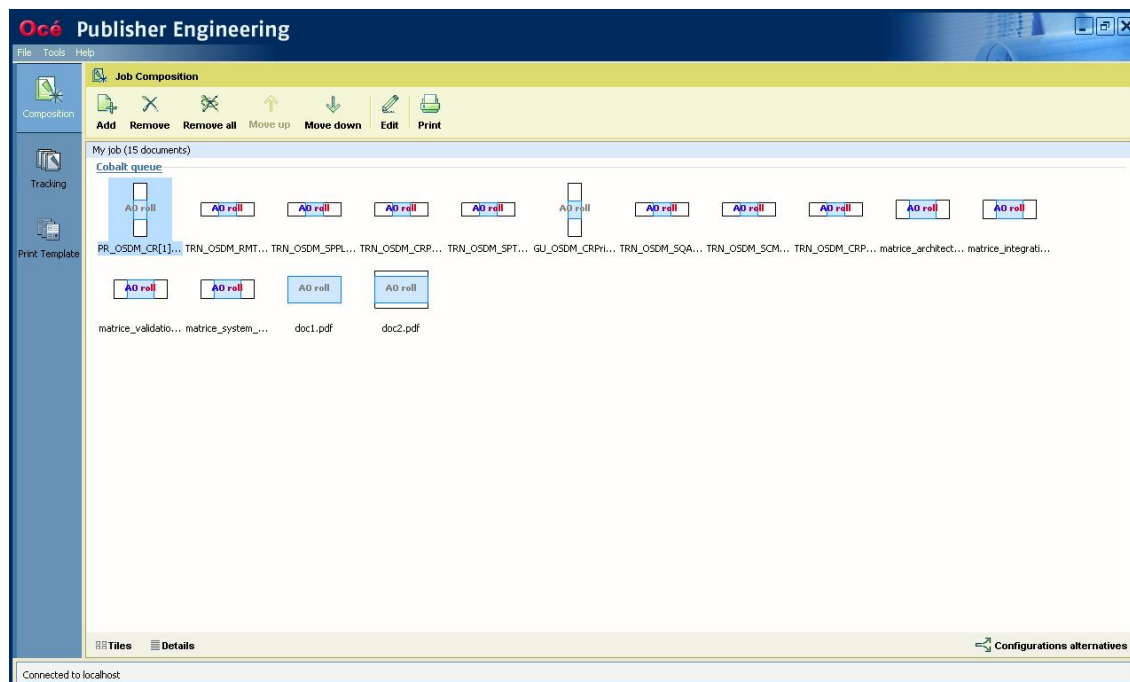 Océ Publisher Engineering
File Tools Help
Job Composition
Composition
Add Remove Remove all Move up Move down Edit Print
My job (15 documents)
Cobalt queue
Tracking
A0 roll A0 roll A0 roll A0 roll A0 roll A0 roll A0 roll A0 roll A0 roll A0 roll A0 roll
PR_OSDM_CR[1]... TRN_OSDM_RMT... TRN_OSDM_SPPL... TRN_OSDM_CRP... TRN_OSDM_SPT... GU_OSDM_CRPri... TRN_OSDM_SQA... TRN_OSDM_SCM... TRN_OSDM_CRP... matrice_architect... matrice_integrati...
Print Template
A0 roll A0 roll A0 roll A0 roll
matrice_validatio... matrice_system_... doc1.pdf doc2.pdf
Tiles Details Configurations alternatives
Connected to localhost